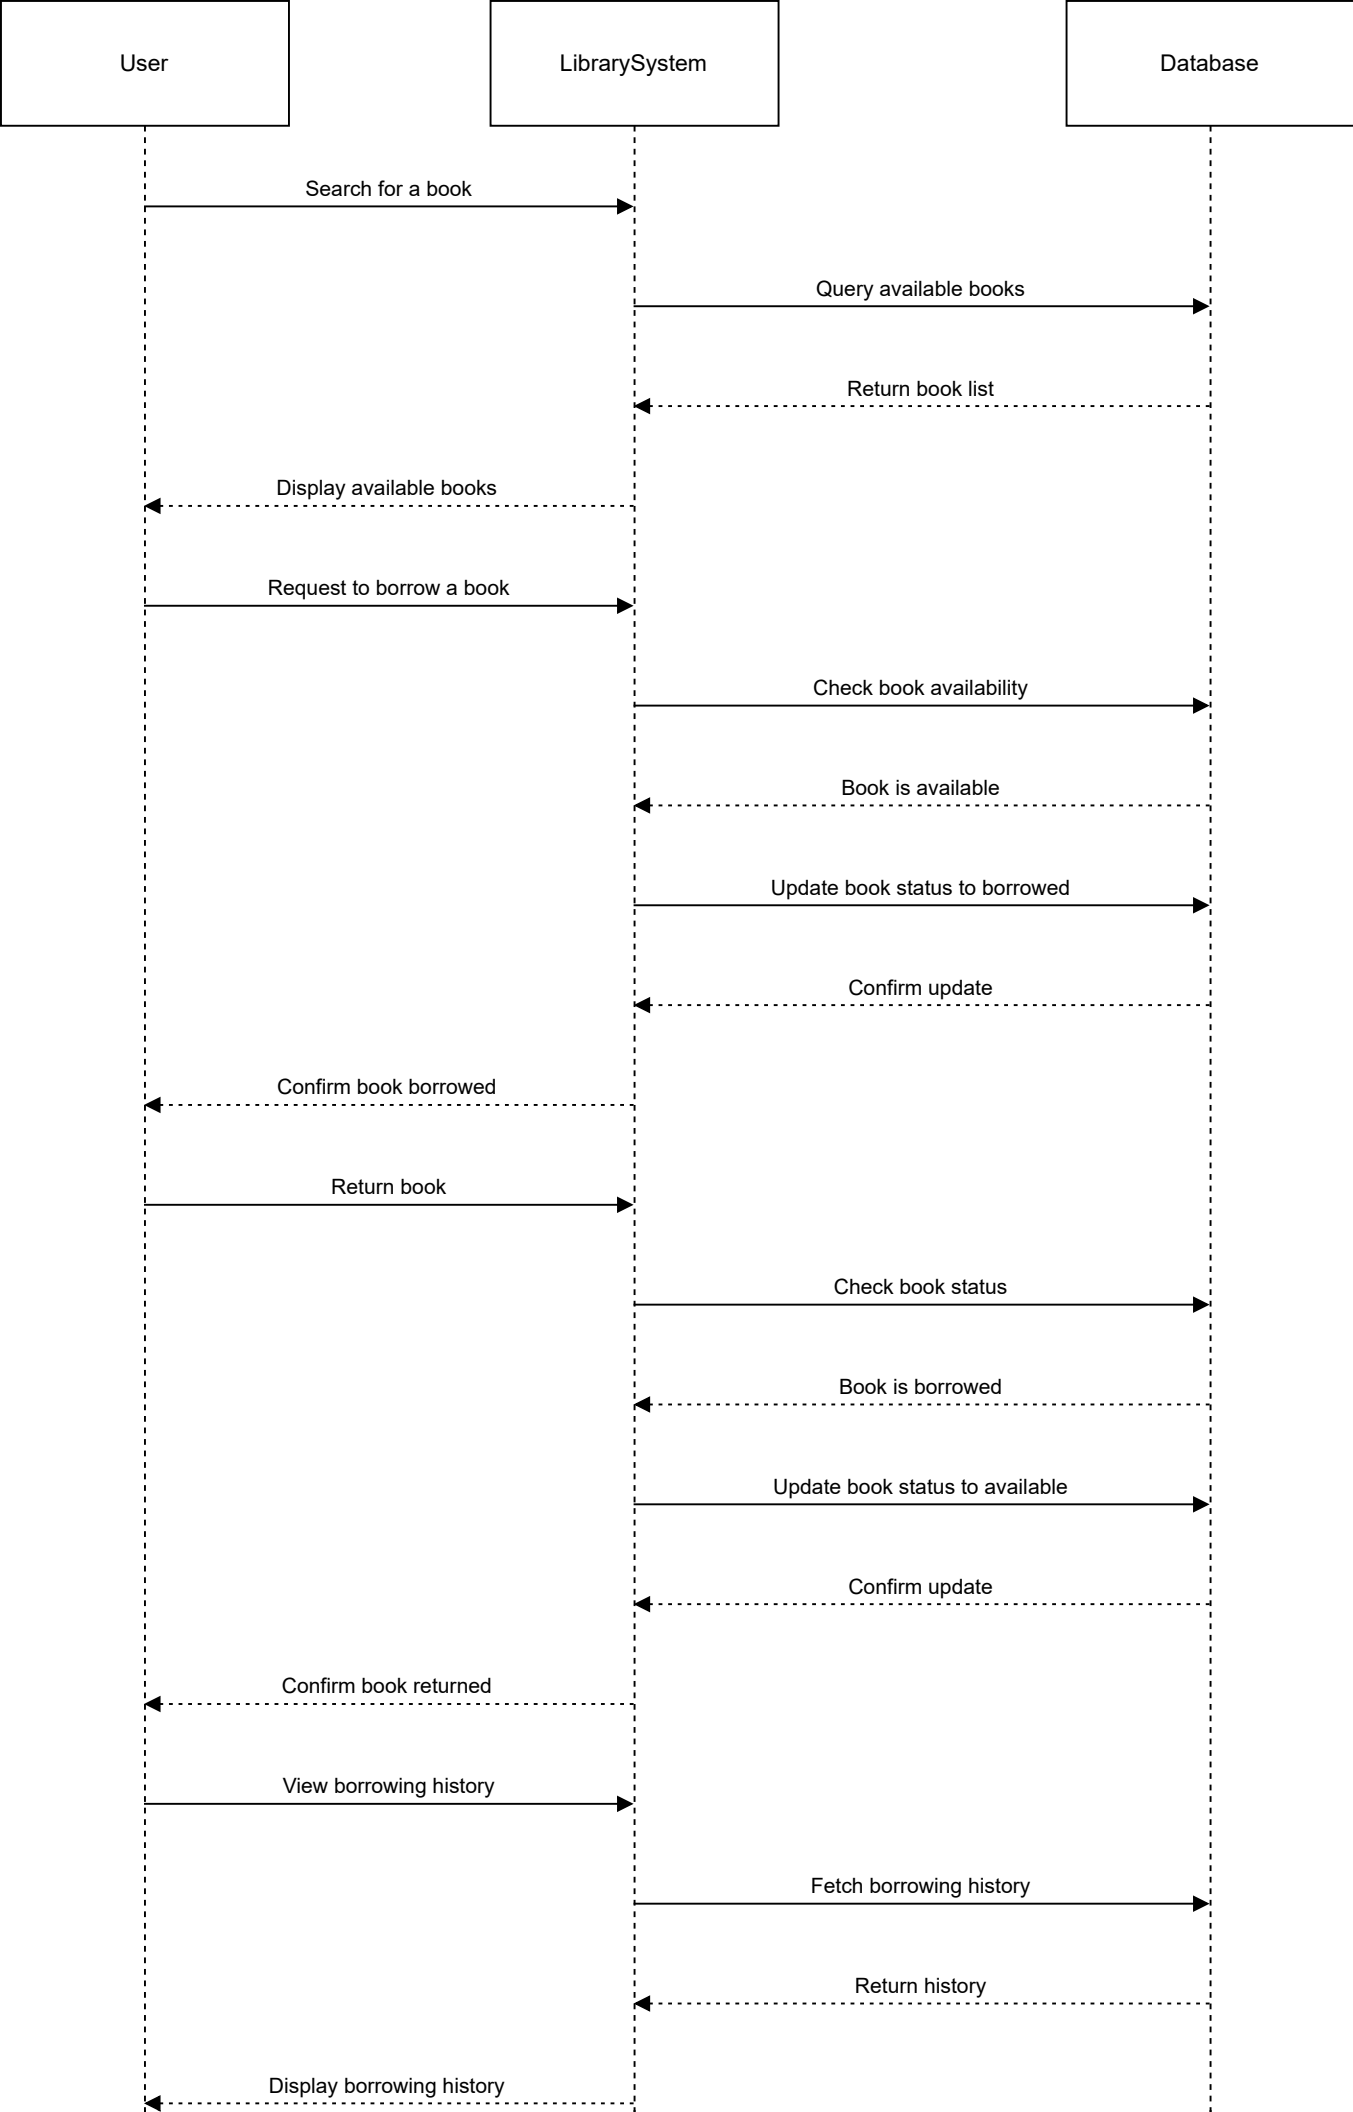 User
LibrarySystem
Database
Search for a book
Query available books
Return book list
Display available books
Request to borrow a book
Check book availability
Book is available
Update book status to borrowed
Confirm update
Confirm book borrowed
Return book
Check book status
Book is borrowed
Update book status to available
Confirm update
Confirm book returned
View borrowing history
Fetch borrowing history
Return history
Display borrowing history